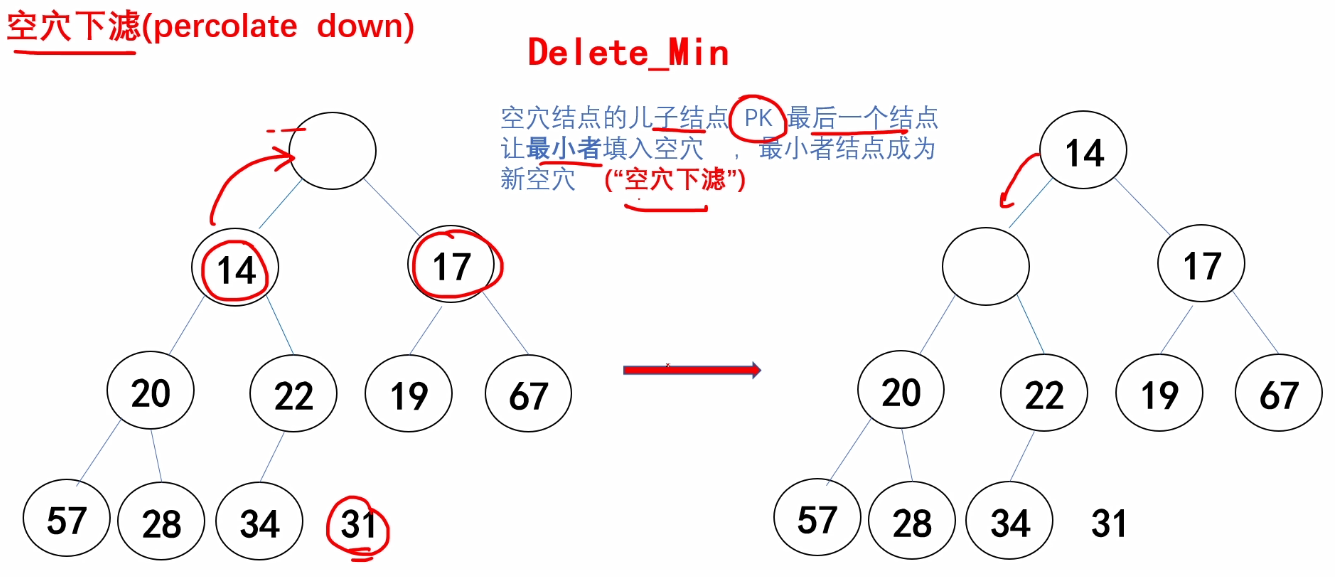 空穴下滤(percolate down)
Delete_Min
空穴结点的儿子结点 PK 最后一个结点
让最小者填入空穴 ,最小者结点成为
新空穴 (“空穴下滤”)
14 17
20 22 19 67
57 28 34 31
14
17
20 22 19 67
57 28 34 31